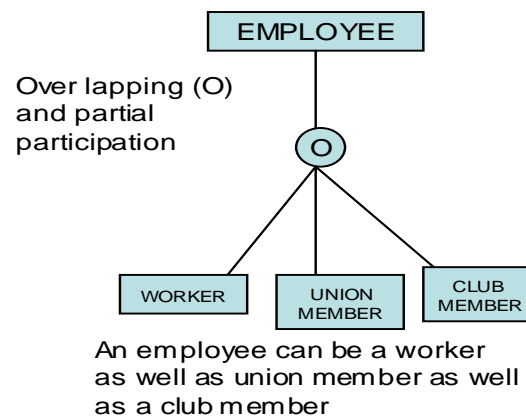 EMPLOYEE
Over lapping (O)
and partial
participation
O
WORKER
UNION
MEMBER
CLUB
MEMBER
An employee can be a worker
as well as union member as well
as a club member